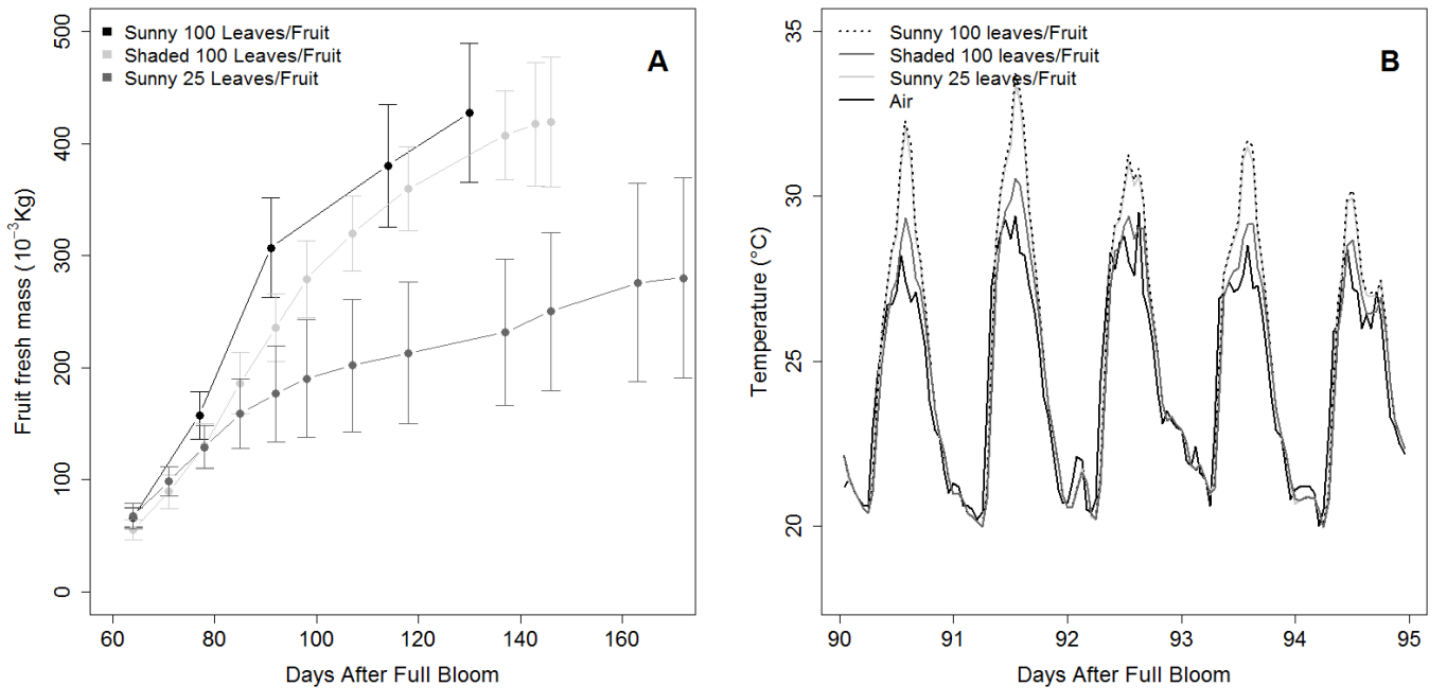 Sunny 100 Leaves/Fruit
Shaded 100 Leaves/Fruit
Sunny 25 Leaves/Fruit
A
500
400
300
200
100
0
Fruit fresh mass (10⁻³Kg)
60 80 100 120 140 160
Days After Full Bloom
Sunny 100 leaves/Fruit
Shaded 100 leaves/Fruit
Sunny 25 leaves/Fruit
Air
B
35
30
25
20
Temperature (°C)
90 91 92 93 94 95
Days After Full Bloom